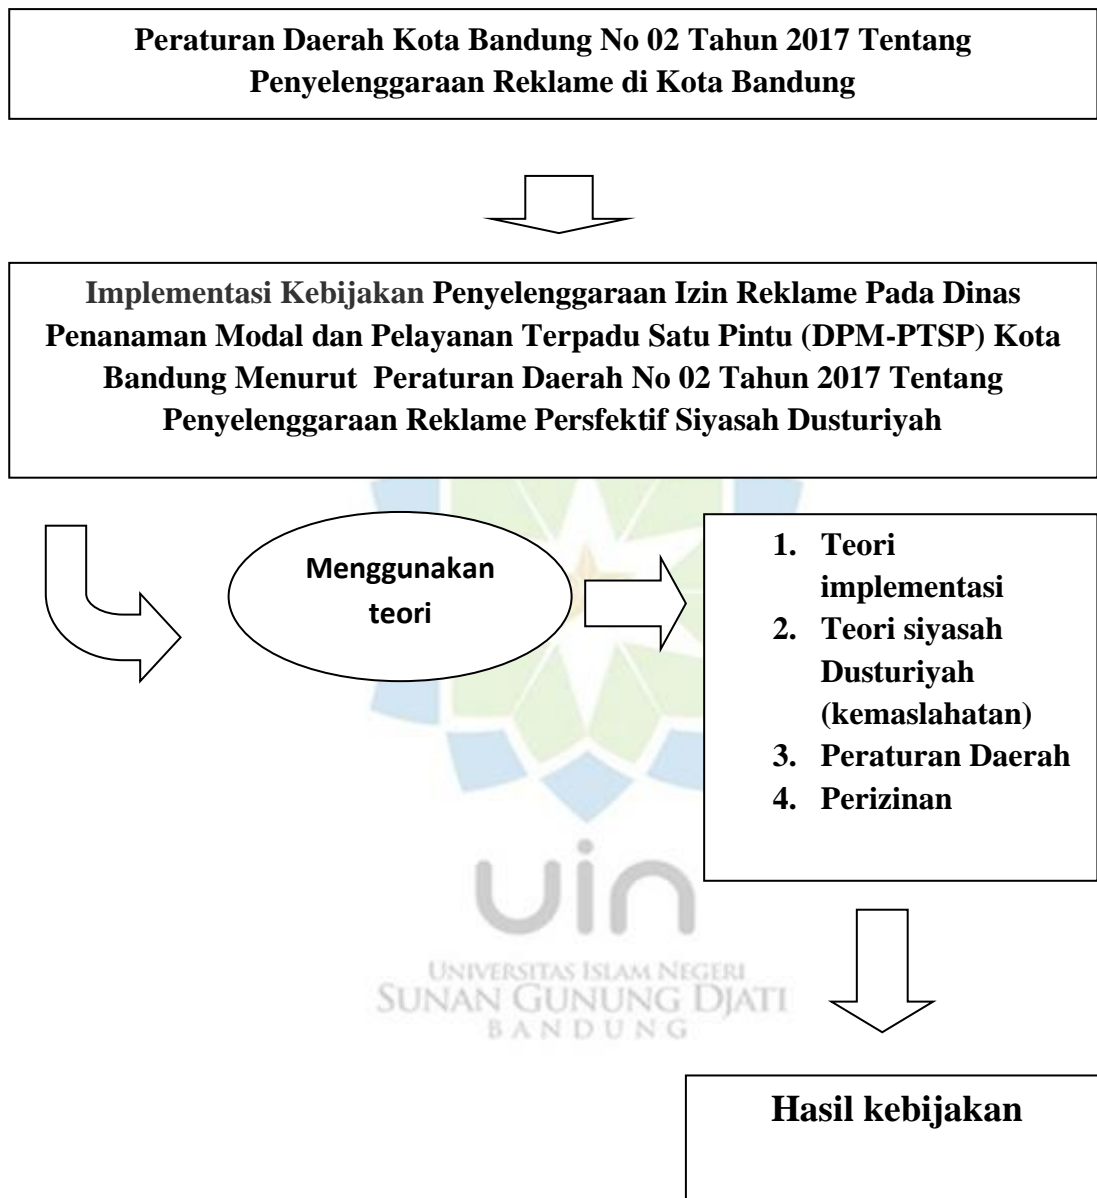 Peraturan Daerah Kota Bandung No 02 Tahun 2017 Tentang
Penyelenggaraan Reklame di Kota Bandung
Implementasi Kebijakan Penyelenggaraan Izin Reklame Pada Dinas
Penanaman Modal dan Pelayanan Terpadu Satu Pintu (DPM-PTSP) Kota
Bandung Menurut Peraturan Daerah No 02 Tahun 2017 Tentang
Penyelenggaraan Reklame Persfektif Siyasah Dusturiyah
Menggunakan
teori
1. Teori
implementasi
2. Teori siyasah
Dusturiyah
(kemaslahatan)
3. Peraturan Daerah
4. Perizinan
uin
UNIVERSITAS ISLAM NEGERI
SUNAN GUNUNG DJATI
BANDUNG
Hasil kebijakan